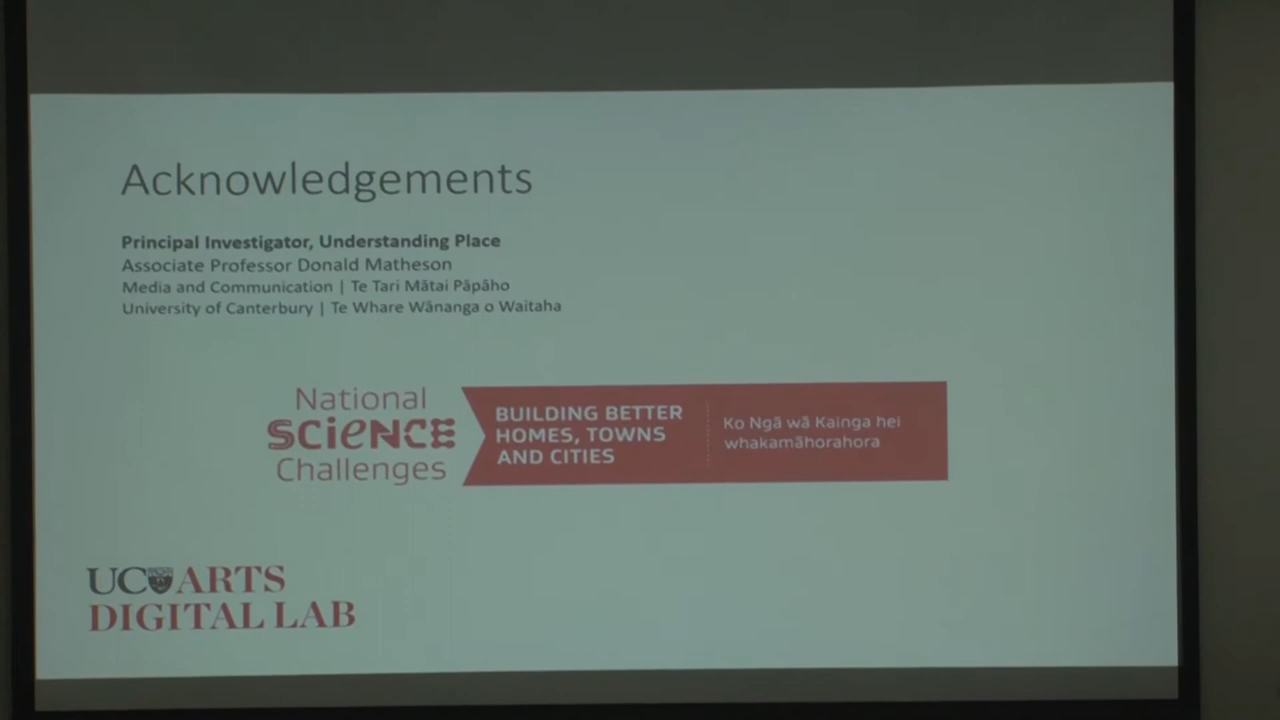 Acknowledgements
Principal Investigator, Understanding Place
Associate Professor Donald Matheson
Media and Communication | Te Tari Mātai Pāpāho
University of Canterbury | Te Whare Wānanga o Waitaha
National
SCIENCE
Challenges
BUILDING BETTER
HOMES, TOWNS
AND CITIES
Ko Ngā wā Kainga hei
whakamāhorahora
UC ARTS
DIGITAL LAB